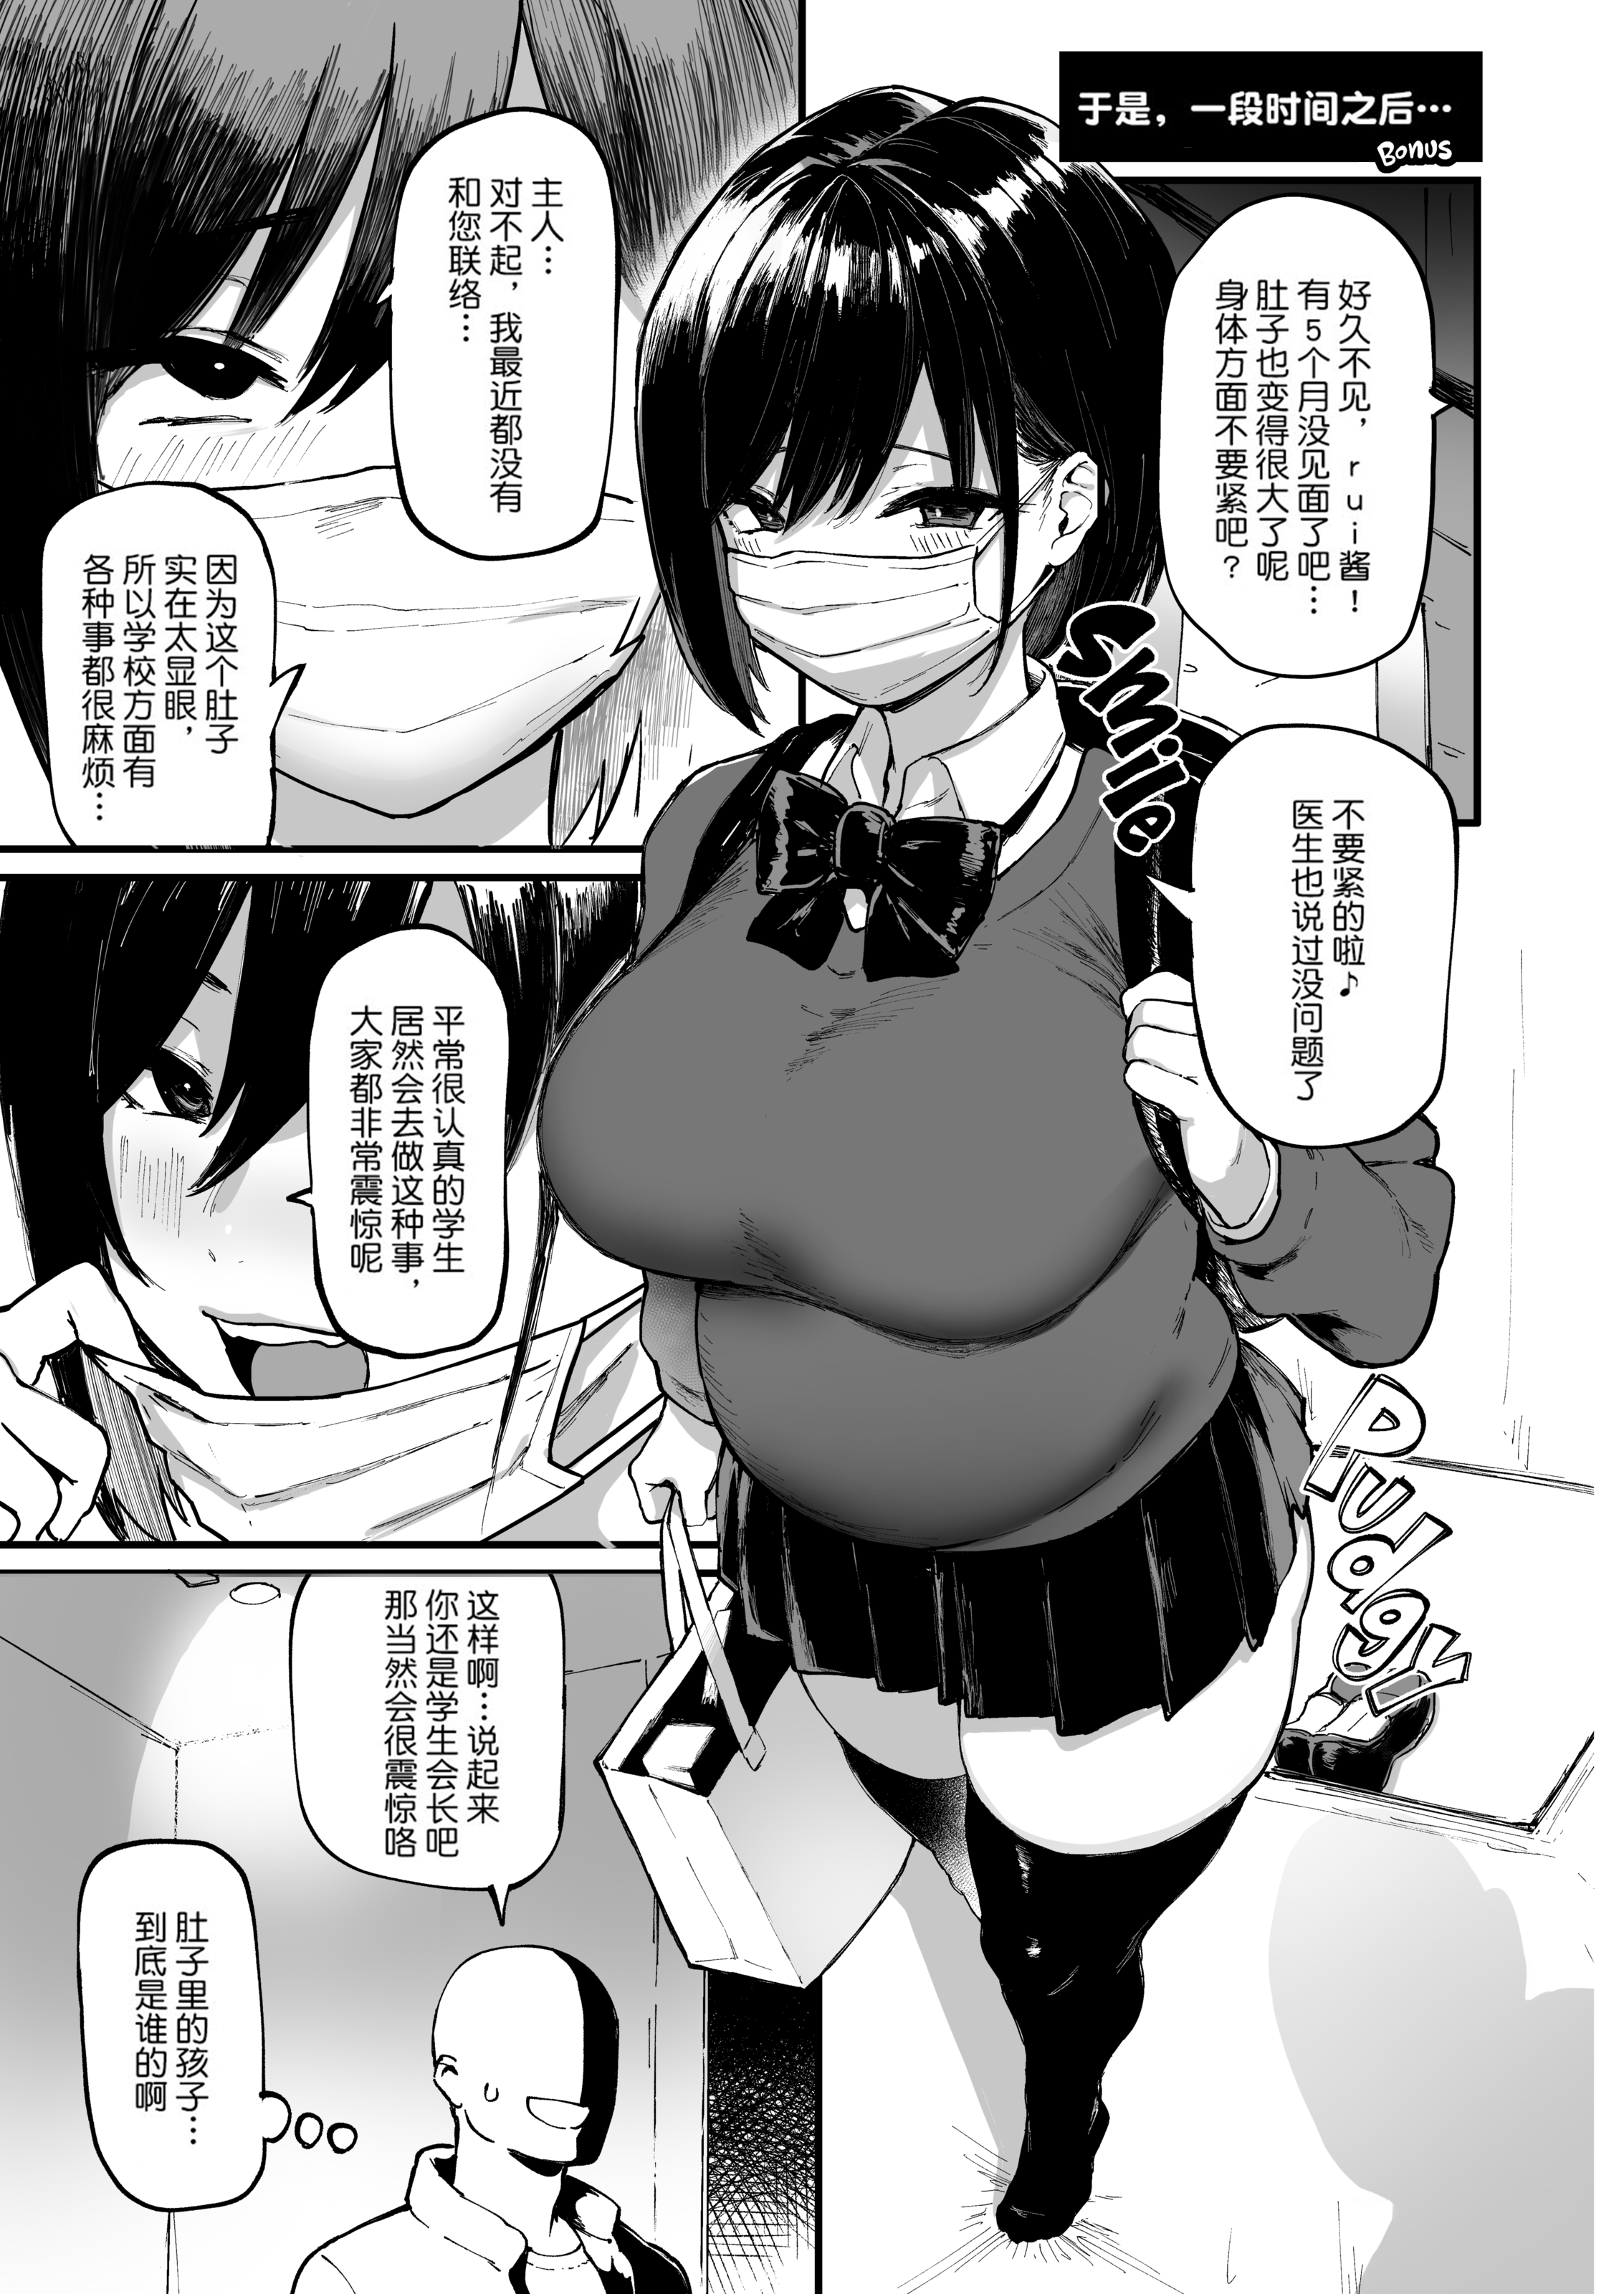 于是，一段时间之后…
Bonus
好久不见，rui酱！
有5个月没见面了吧…
肚子也变得很大了呢
身体方面不要紧吧？
Smile
不要紧的啦♪
医生也说过没问题了
Pudgy
主人…
对不起，我最近都没有
和您联络…
因为这个肚子
实在太显眼，
所以学校方面有
各种事都很麻烦…
平常很认真的学生
居然会去做这种事，
大家都非常震惊呢
这样啊…说起来
你还是学生会长吧
那当然会很震惊咯
肚子里的孩子…
到底是谁的啊